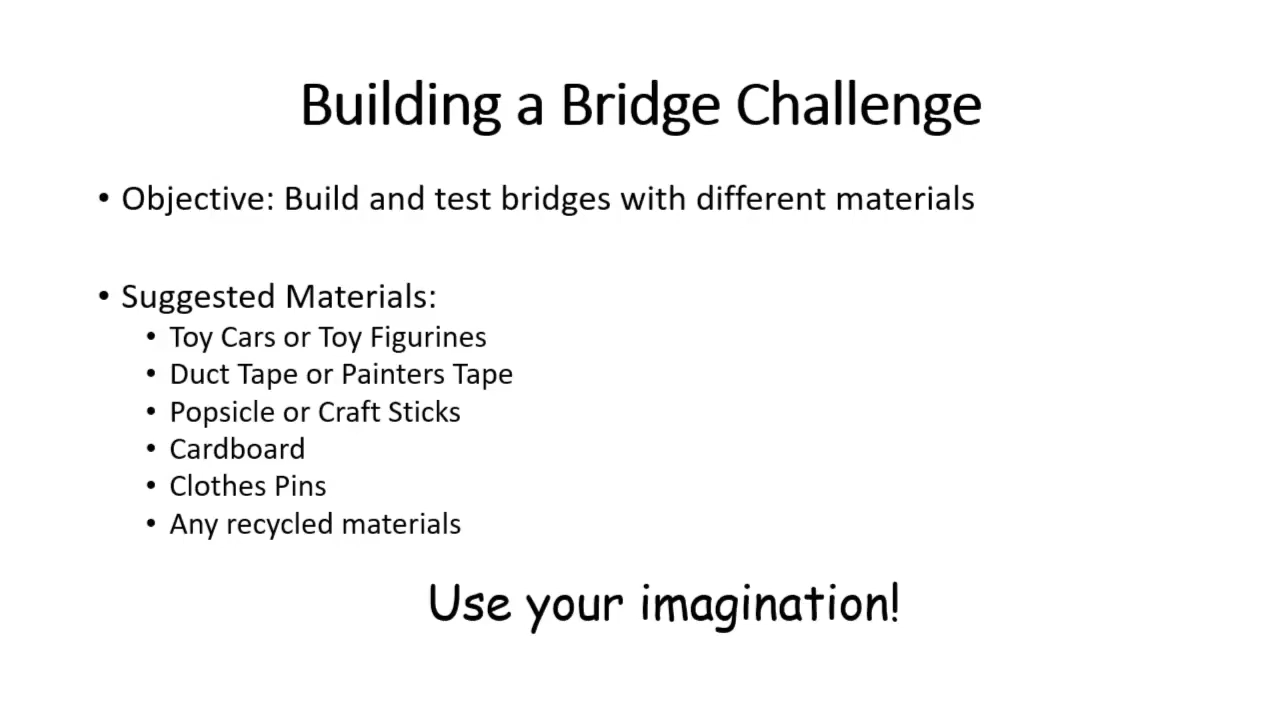 Building a Bridge Challenge
• Objective: Build and test bridges with different materials
• Suggested Materials:
• Toy Cars or Toy Figurines
• Duct Tape or Painters Tape
• Popsicle or Craft Sticks
• Cardboard
• Clothes Pins
• Any recycled materials
Use your imagination!